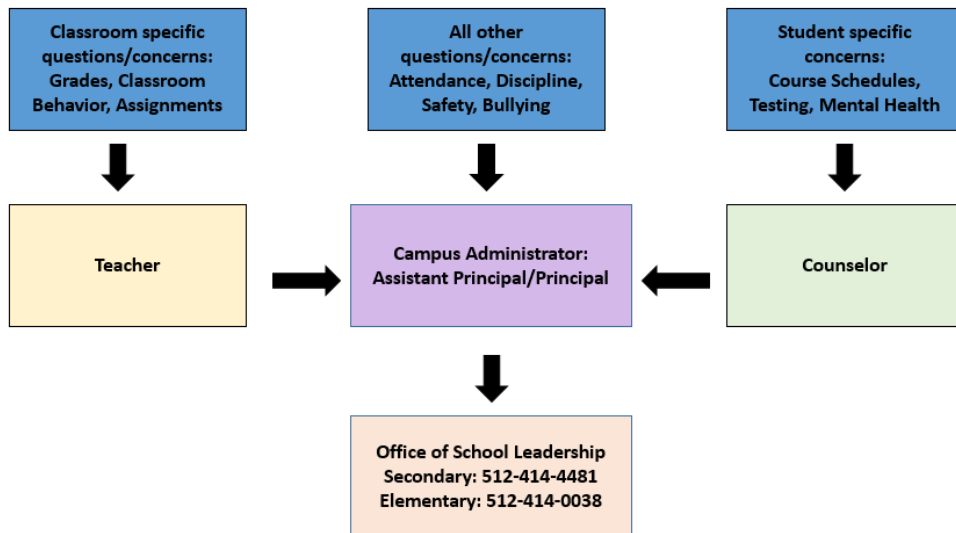 Classroom specific
questions/concerns:
Grades, Classroom
Behavior, Assignments
All other
questions/concerns:
Attendance, Discipline,
Safety, Bullying
Student specific
concerns:
Course Schedules,
Testing, Mental Health
Teacher
Campus Administrator:
Assistant Principal/Principal
Counselor
Office of School Leadership
Secondary: 512-414-4481
Elementary: 512-414-0038